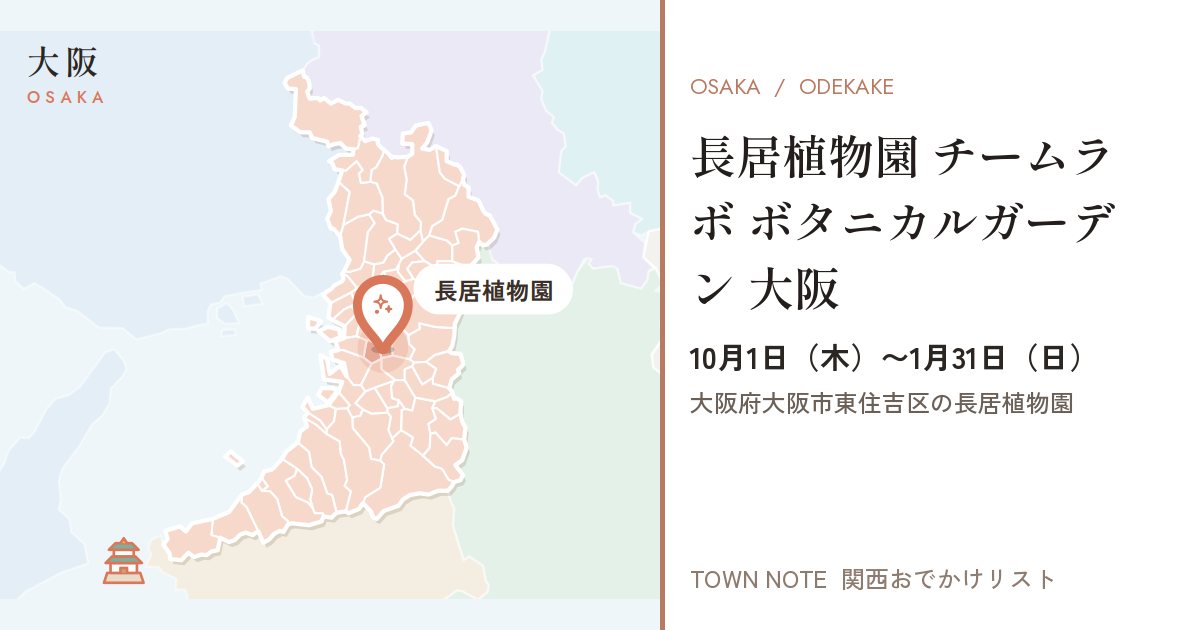 大阪
OSAKA
長居植物園
OSAKA / ODEKAKE
長居植物園 チームラ
ボ ボタニカルガーデ
ン 大阪
10月1日（木）〜1月31日（日）
大阪府大阪市東住吉区の長居植物園
TOWN NOTE 関西おでかけリスト